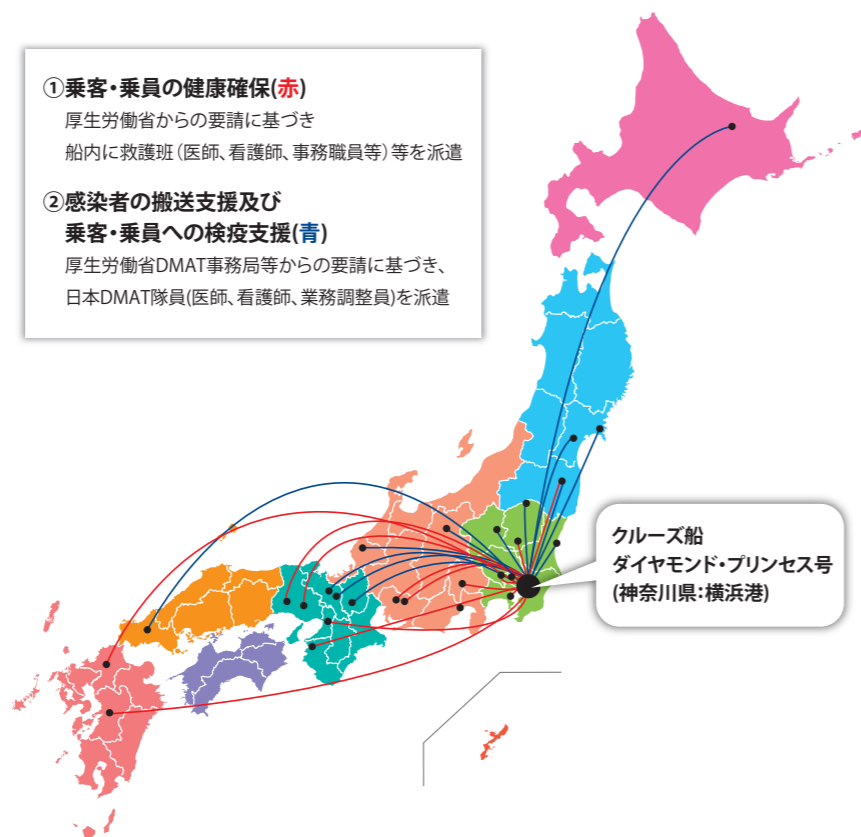 ①乗客・乗員の健康確保(赤)
厚生労働省からの要請に基づき
船内に救護班（医師、看護師、事務職員等）等を派遣
②感染者の搬送支援及び
乗客・乗員への検疫支援(青)
厚生労働省DMAT事務局等からの要請に基づき、
日本DMAT隊員(医師、看護師、業務調整員)を派遣
クルーズ船
ダイヤモンド・プリンセス号
(神奈川県：横浜港)